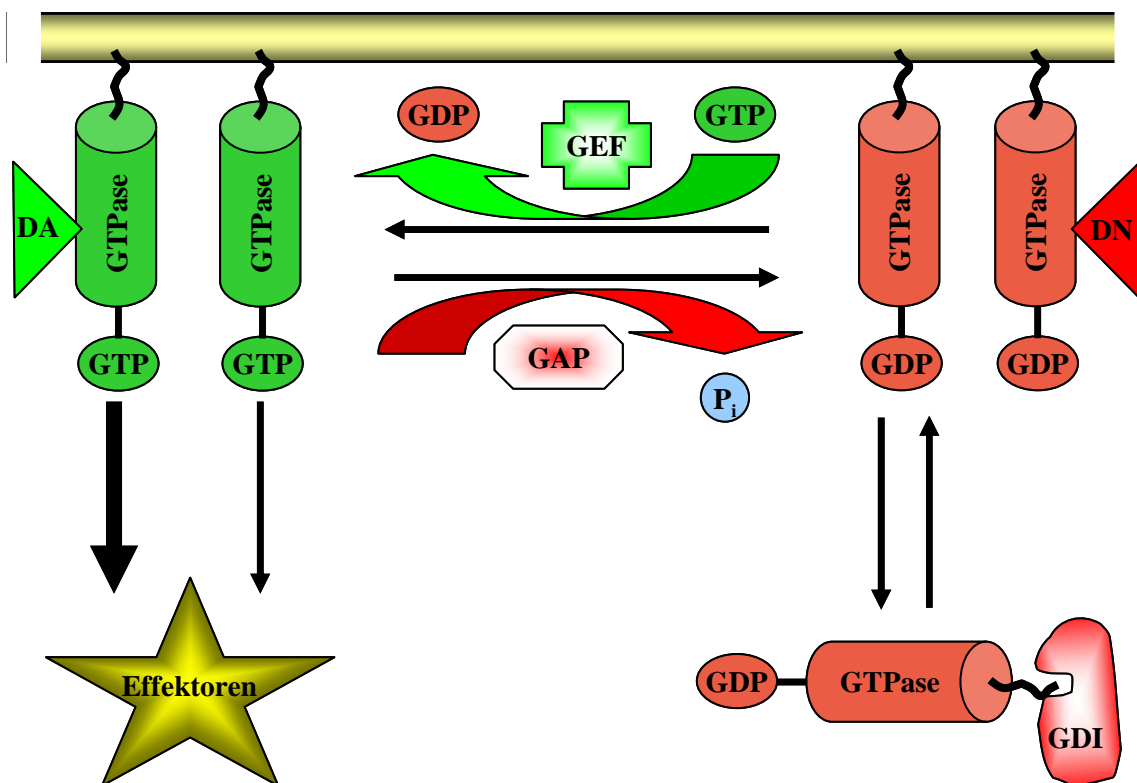 GDP
GEF
GTP
DA
GTPase
GTPase
GTPase
GTPase
DN
GTP
GTP
GAP
GDP
GDP
Pi
Effektoren
GDP
GTPase
GDI